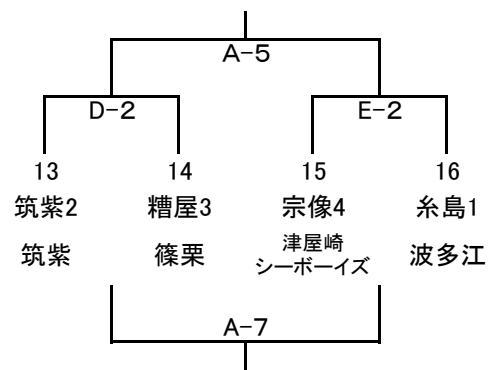 A-5
D-2 E-2
13 14 15 16
筑紫2 糟屋3 宗像4 糸島1
筑紫 篠栗 津屋崎 波多江
シーボーイズ
A-7